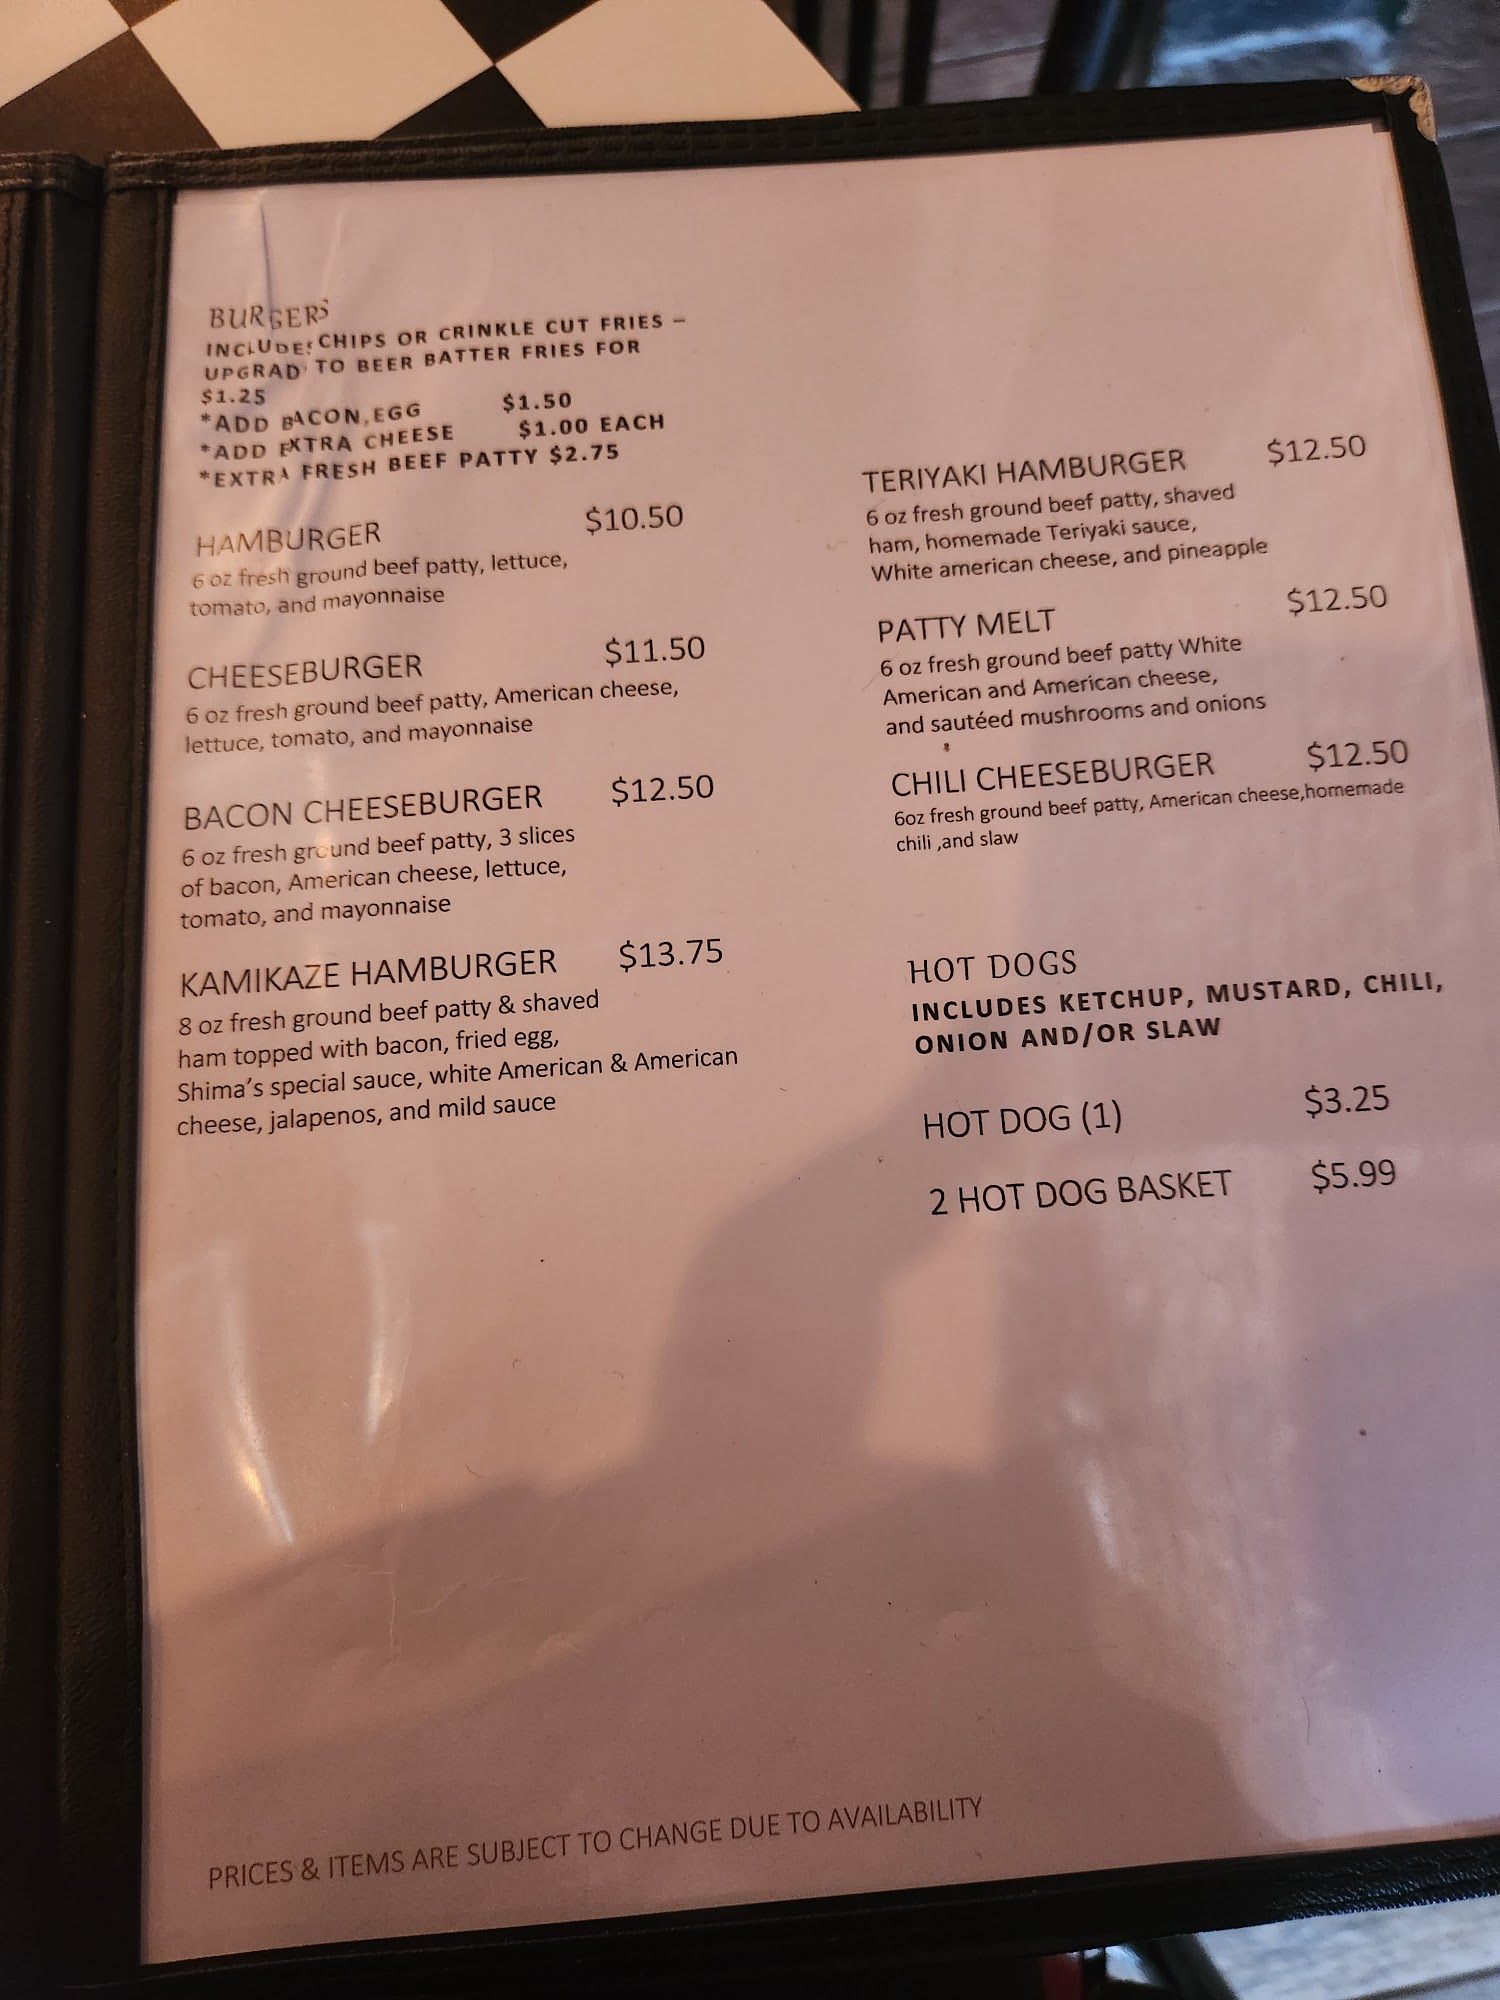 BURGERS
INCLUDES CHIPS OR CRINKLE CUT FRIES –
UPGRAD TO BEER BATTER FRIES FOR
$1.25
*ADD BACON, EGG $1.50
*ADD EXTRA CHEESE $1.00 EACH
*EXTRA FRESH BEEF PATTY $2.75
HAMBURGER $10.50
6 oz fresh ground beef patty, lettuce,
tomato, and mayonnaise
CHEESEBURGER $11.50
6 oz fresh ground beef patty, American cheese,
lettuce, tomato, and mayonnaise
BACON CHEESEBURGER $12.50
6 oz fresh ground beef patty, 3 slices
of bacon, American cheese, lettuce,
tomato, and mayonnaise
KAMIKAZE HAMBURGER $13.75
8 oz fresh ground beef patty & shaved
ham topped with bacon, fried egg,
Shima's special sauce, white American & American
cheese, jalapenos, and mild sauce
TERIYAKI HAMBURGER $12.50
6 oz fresh ground beef patty, shaved
ham, homemade Teriyaki sauce,
White american cheese, and pineapple
PATTY MELT $12.50
6 oz fresh ground beef patty White
American and American cheese,
and sautéed mushrooms and onions
CHILI CHEESEBURGER $12.50
6oz fresh ground beef patty, American cheese,homemade
chili ,and slaw
HOT DOGS
INCLUDES KETCHUP, MUSTARD, CHILI,
ONION AND/OR SLAW
HOT DOG (1) $3.25
2 HOT DOG BASKET $5.99
PRICES & ITEMS ARE SUBJECT TO CHANGE DUE TO AVAILABILITY